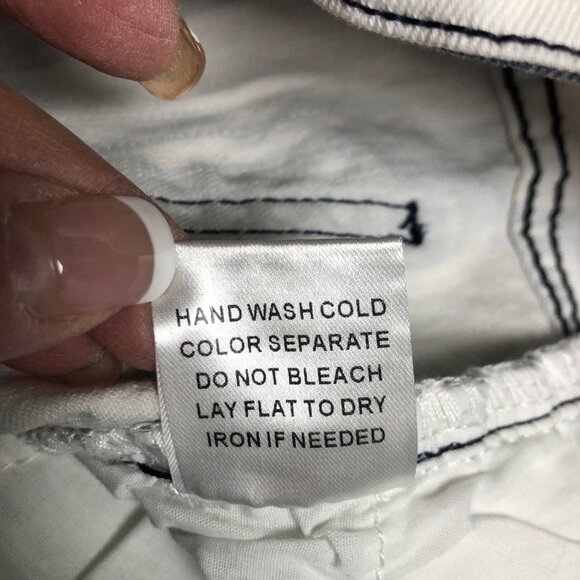 HAND WASH COLD
COLOR SEPARATE
DO NOT BLEACH
LAY FLAT TO DRY
IRON IF NEEDED